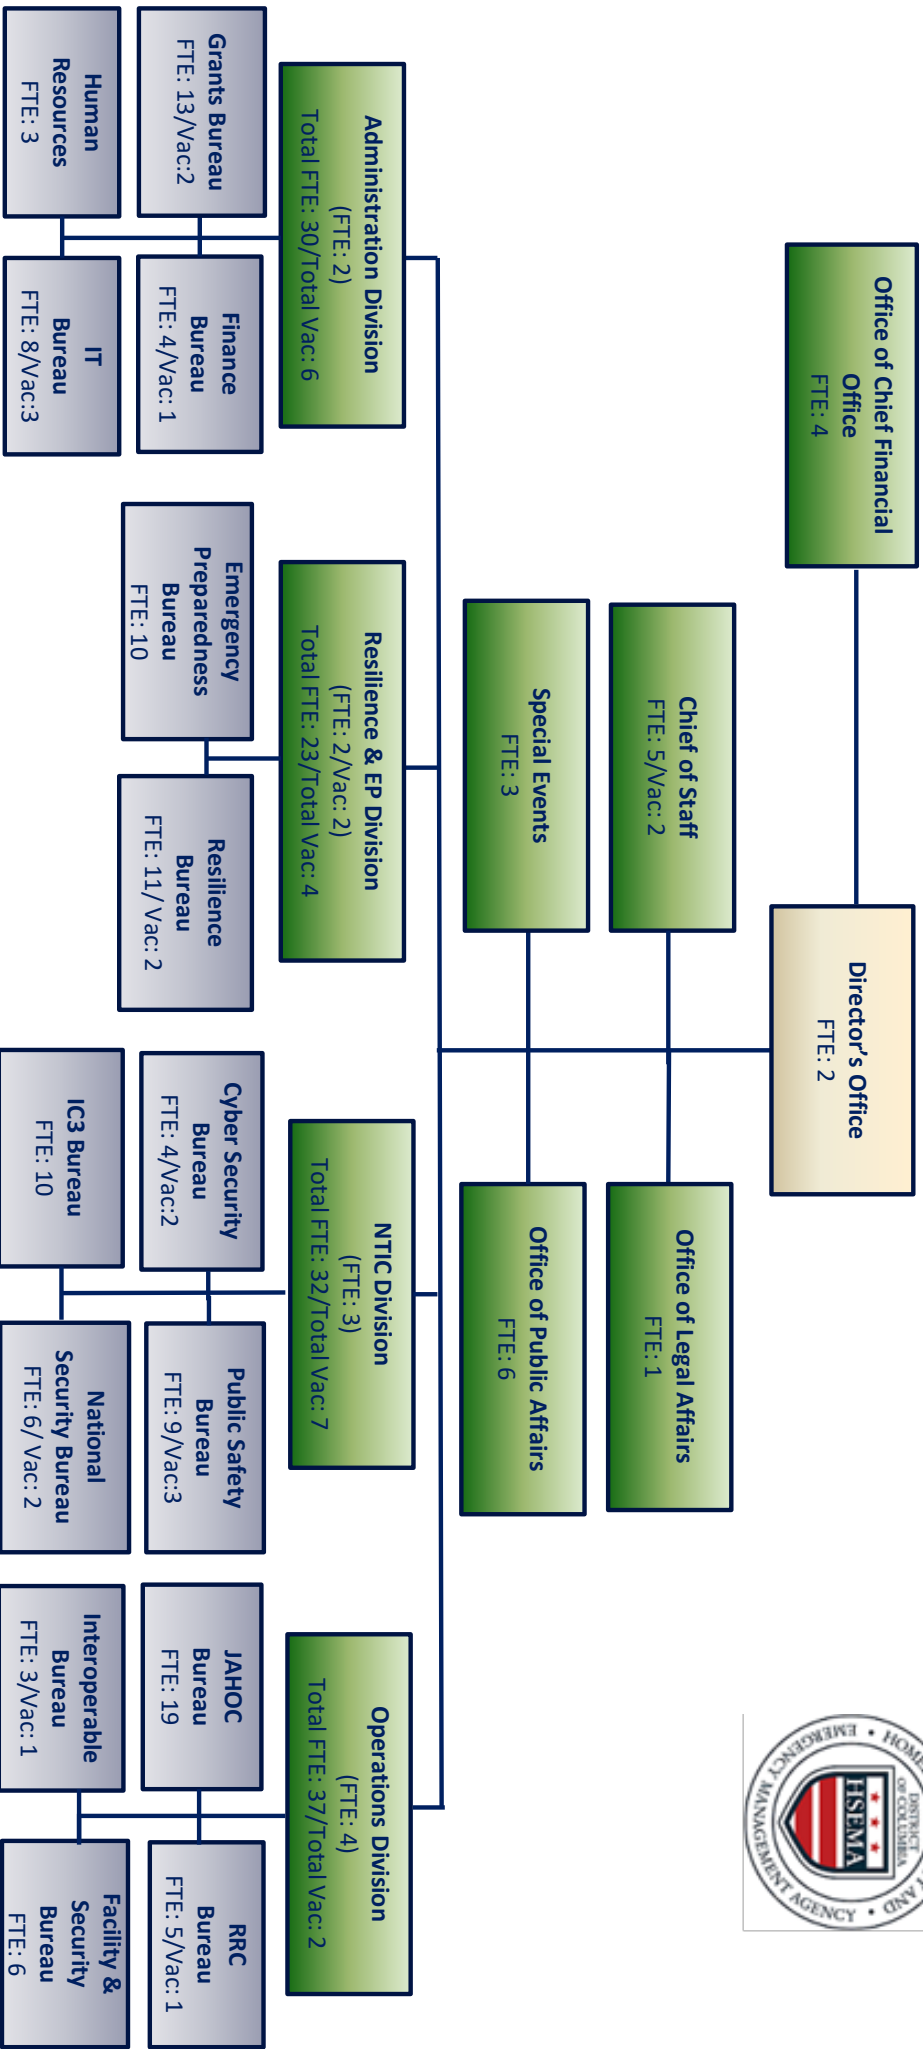 Office of Chief Financial
Office
FTE: 4
Director's Office
FTE: 2
DISTRICT
OF COLUMBIA
HSEMA
EMERGENCY MANAGEMENT AGENCY
AND
Chief of Staff
FTE: 5/Vac: 2
Office of Legal Affairs
FTE: 1
Special Events
FTE: 3
Office of Public Affairs
FTE: 6
Administration Division
(FTE: 2)
Total FTE: 30/Total Vac: 6
Resilience & EP Division
(FTE: 2/Vac: 2)
Total FTE: 23/Total Vac: 4
NTIC Division
(FTE: 3)
Total FTE: 32/Total Vac: 7
Operations Division
(FTE: 4)
Total FTE: 37/Total Vac: 2
Grants Bureau
FTE: 13/Vac:2
Finance
Bureau
FTE: 4/Vac: 1
Human
Resources
FTE: 3
IT
Bureau
FTE: 8/Vac:3
Emergency
Preparedness
Bureau
FTE: 10
Resilience
Bureau
FTE: 11/ Vac: 2
Cyber Security
Bureau
FTE: 4/Vac:2
Public Safety
Bureau
FTE: 9/Vac:3
IC3 Bureau
FTE: 10
National
Security Bureau
FTE: 6/ Vac: 2
JAHOC
Bureau
FTE: 19
RRC
Bureau
FTE: 5/Vac: 1
Interoperable
Bureau
FTE: 3/Vac: 1
Facility &
Security
Bureau
FTE: 6